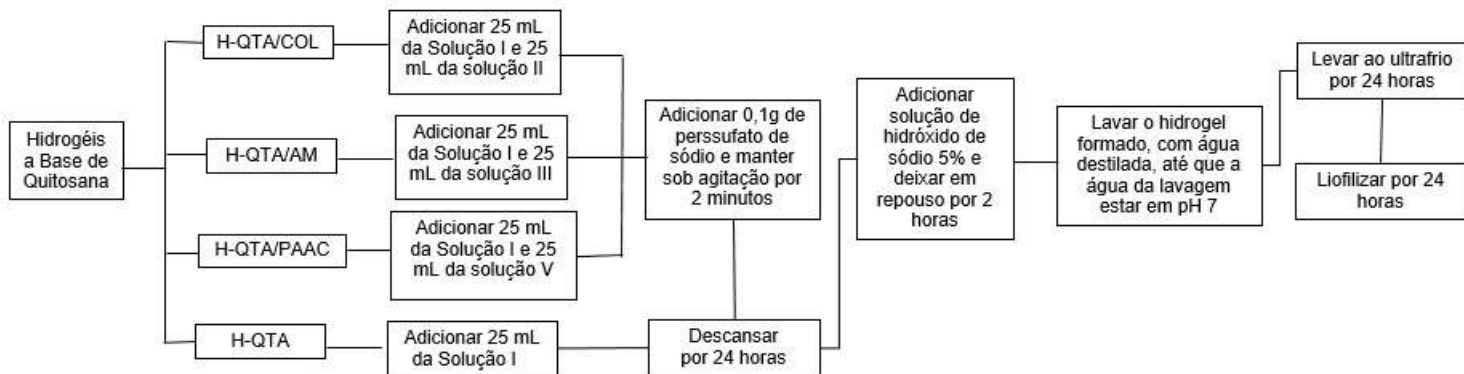 Hidrogéis
a Base de
Quitosana
H-QTA/COL
Adicionar 25 mL
da Solução I e 25
mL da solução II
H-QTA/AM
Adicionar 25 mL
da Solução I e 25
mL da solução III
H-QTA/PAAC
Adicionar 25 mL
da Solução I e 25
mL da solução V
H-QTA
Adicionar 25 mL
da Solução I
Adicionar 0,1g de
perssufato de
sódio e manter
sob agitação por
2 minutos
Descansar
por 24 horas
Adicionar
solução de
hidróxido de
sódio 5% e
deixar em
repouso por 2
horas
Lavar o hidrogel
formado, com água
destilada, até que a
água da lavagem
estar em pH 7
Levar ao ultrafrio
por 24 horas
Liofilizar por 24
horas